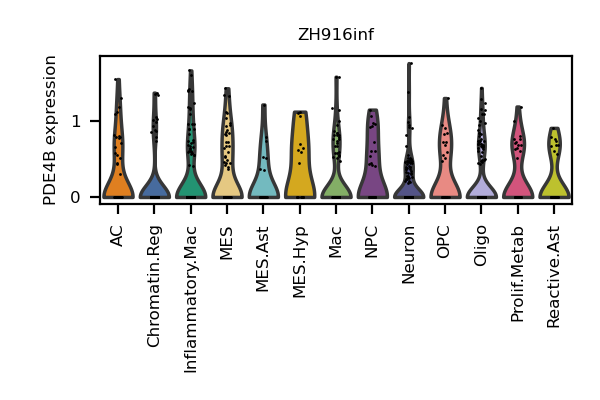 ZH916inf
PDE4B expression
1
0
AC
Chromatin.Reg
Inflammatory.Mac
MES
MES.Ast
MES.Hyp
Mac
NPC
Neuron
OPC
Oligo
Prolif.Metab
Reactive.Ast